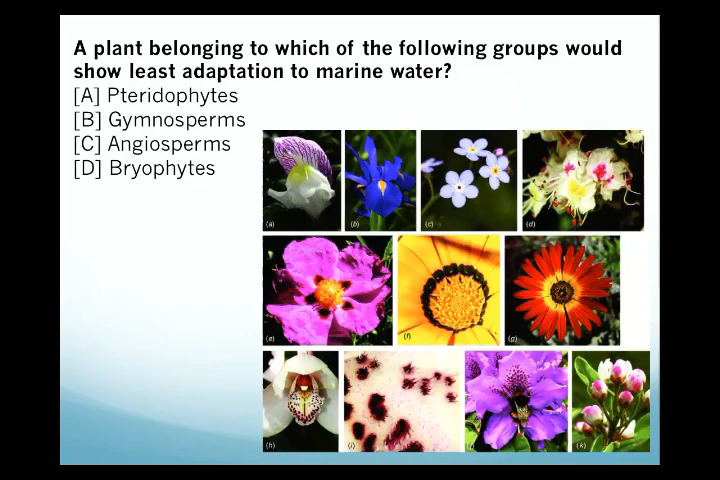 A plant belonging to which of the following groups would
show least adaptation to marine water?
[A] Pteridophytes
[B] Gymnosperms
[C] Angiosperms
[D] Bryophytes
(a) (b) (c) (d)
(e) (f) (g)
(h) (i) (k)